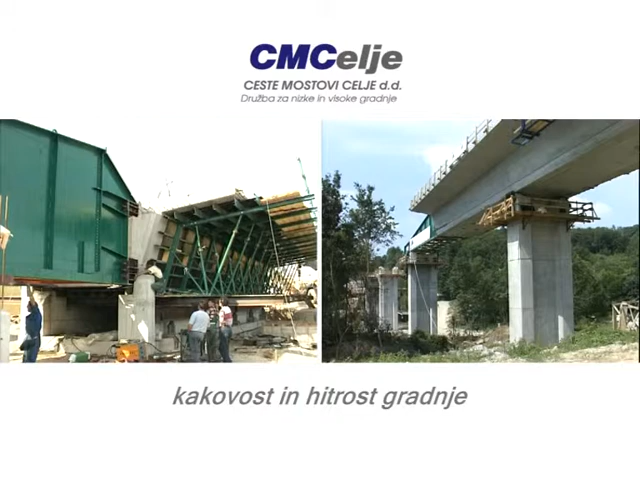 CMCelje
CESTE MOSTOVI CELJE d.d.
Družba za nizke in visoke gradnje
kakovost in hitrost gradnje